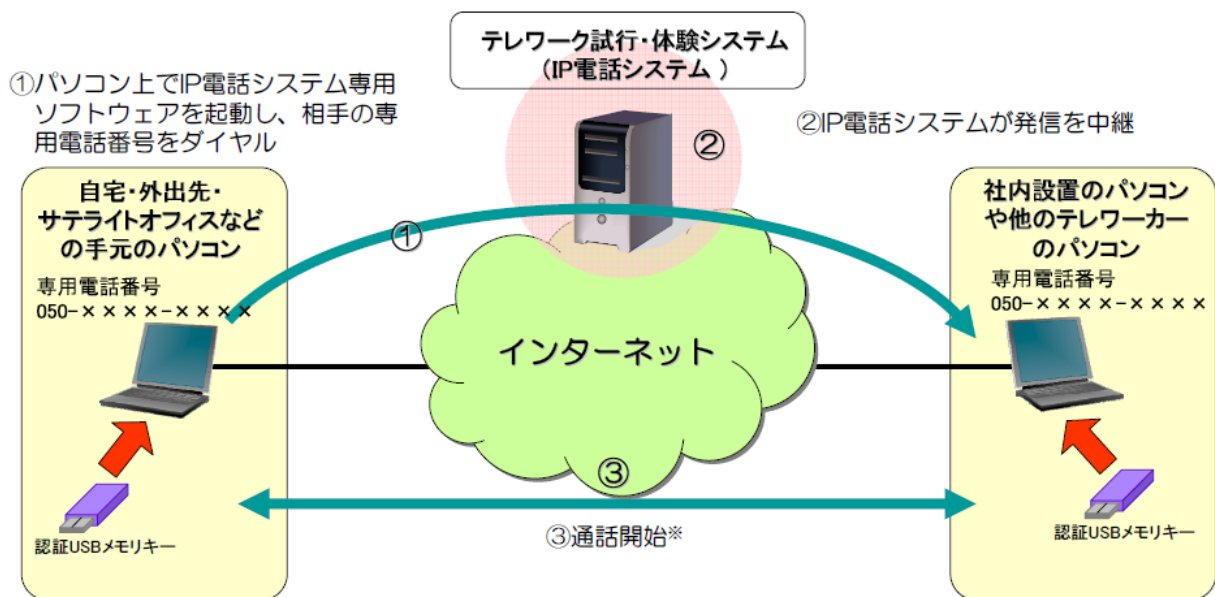 テレワーク試行・体験システム
（IP電話システム ）
①パソコン上でIP電話システム専用
ソフトウェアを起動し、相手の専
用電話番号をダイヤル
②
②IP電話システムが発信を中継
自宅・外出先・
サテライトオフィスなど
の手元のパソコン
専用電話番号
050-××××-××××
①
社内設置のパソコン
や他のテレワーカー
のパソコン
専用電話番号
050-××××-××××
インターネット
③
③通話開始※
認証USBメモリキー
認証USBメモリキー